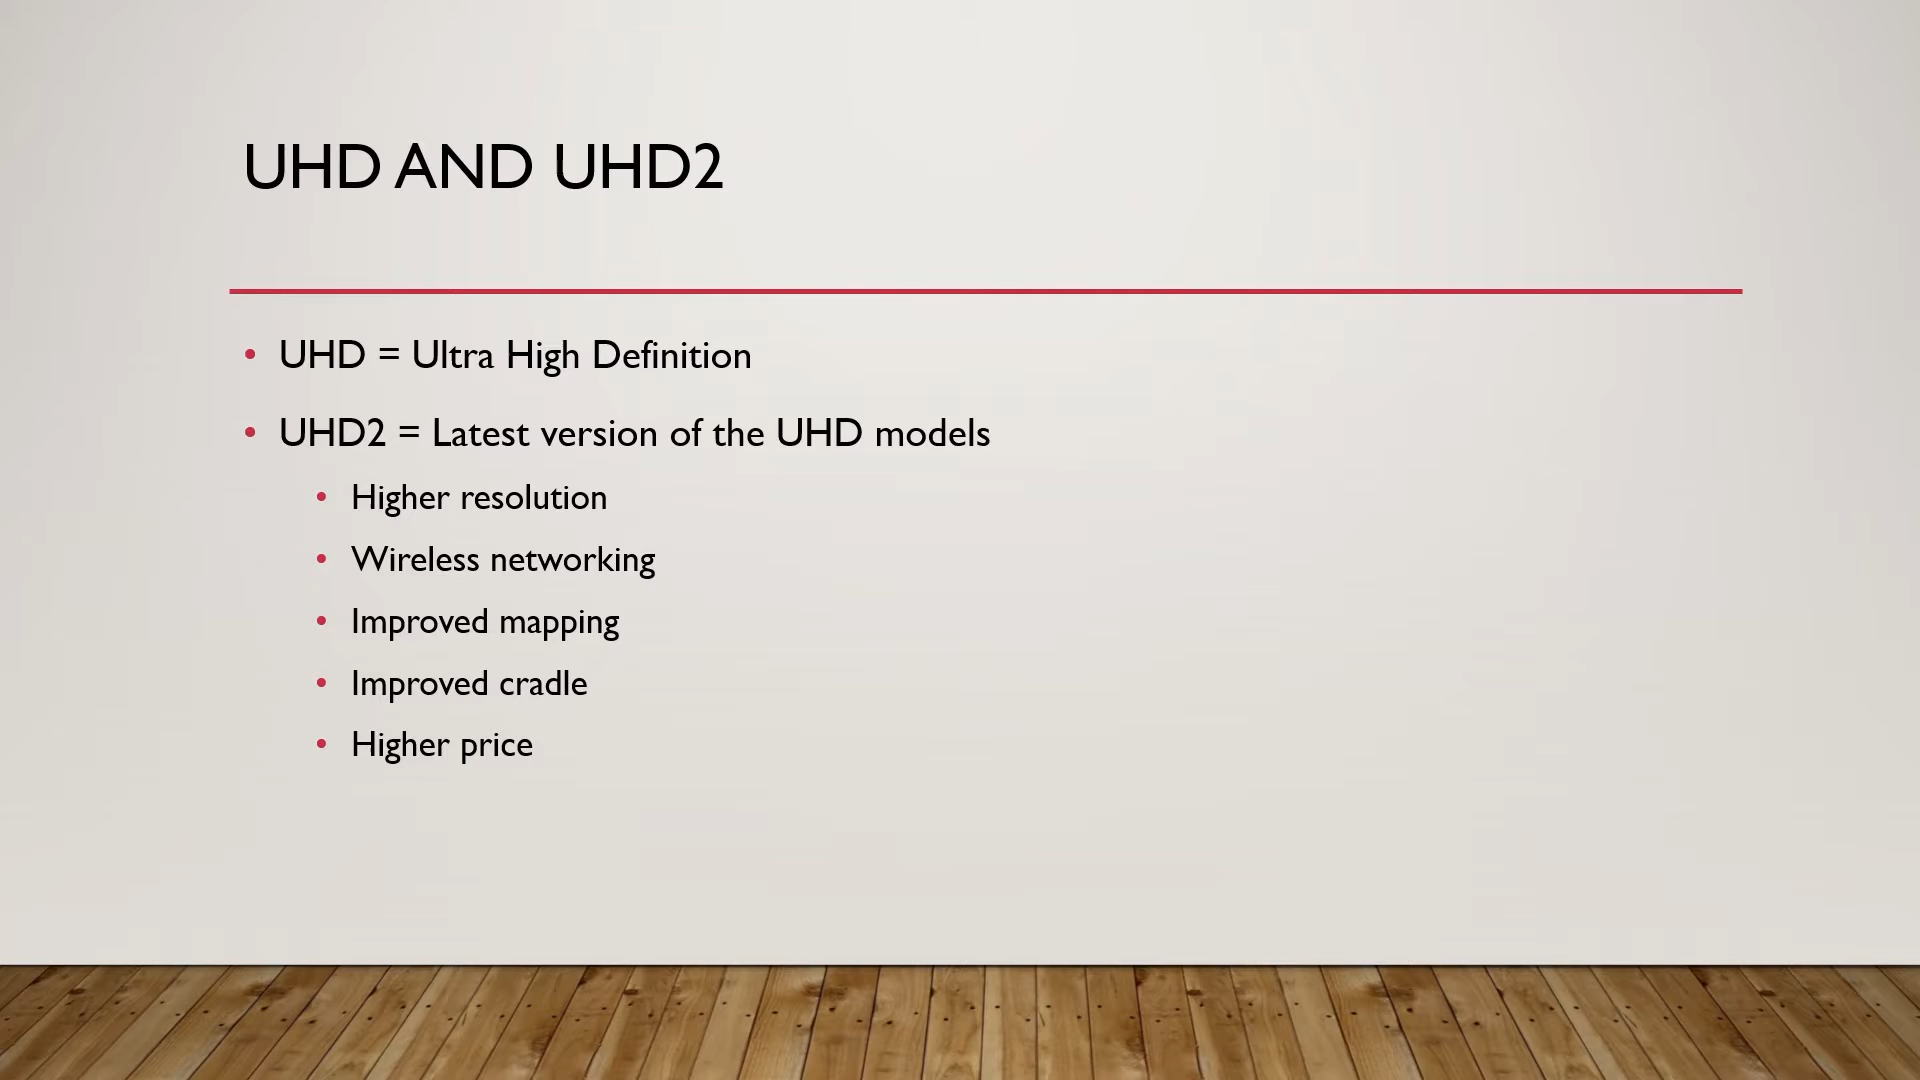 UHD AND UHD2
• UHD = Ultra High Definition
• UHD2 = Latest version of the UHD models
• Higher resolution
• Wireless networking
• Improved mapping
• Improved cradle
• Higher price